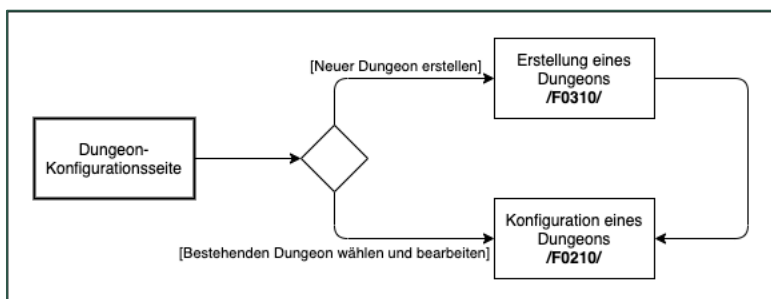 [Neuer Dungeon erstellen]
Erstellung eines
Dungeons
/F0310/
Dungeon-
Konfigurationsseite
[Bestehenden Dungeon wählen und bearbeiten]
Konfiguration eines
Dungeons
/F0210/